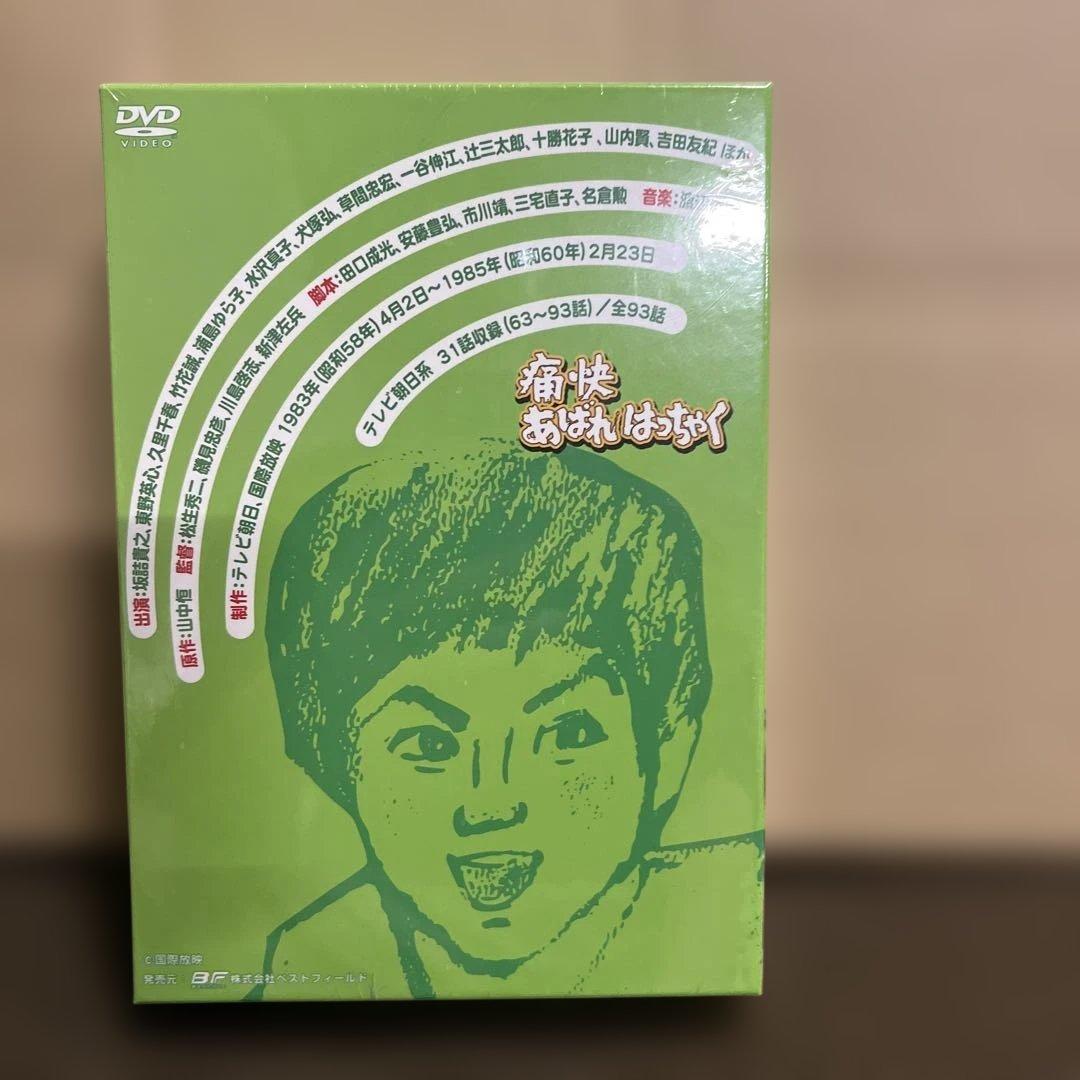 DVD
VIDEO
出演:坂詰貴之、東野英心、久里千春、竹花誠、浦島ゆら子、水沢真子、犬塚弘、草間忠宏、一谷伸江、辻三太郎、十勝花子、山内賢、吉田友紀 ほか
原作:山中恒 監督:松生秀二、磯見忠彦、川島啓志、新津左兵 脚本:田口成光、安藤豊弘、市川靖、三宅直子、名倉勲 音楽:
制作:テレビ朝日、国際放映 1983年(昭和58年)4月2日〜1985年(昭和60年)2月23日
テレビ朝日系 31話収録(63〜93話)/全93話
痛快
あばれはっちゃく
©国際放映
発売元 BF 株式会社ベストフィールド